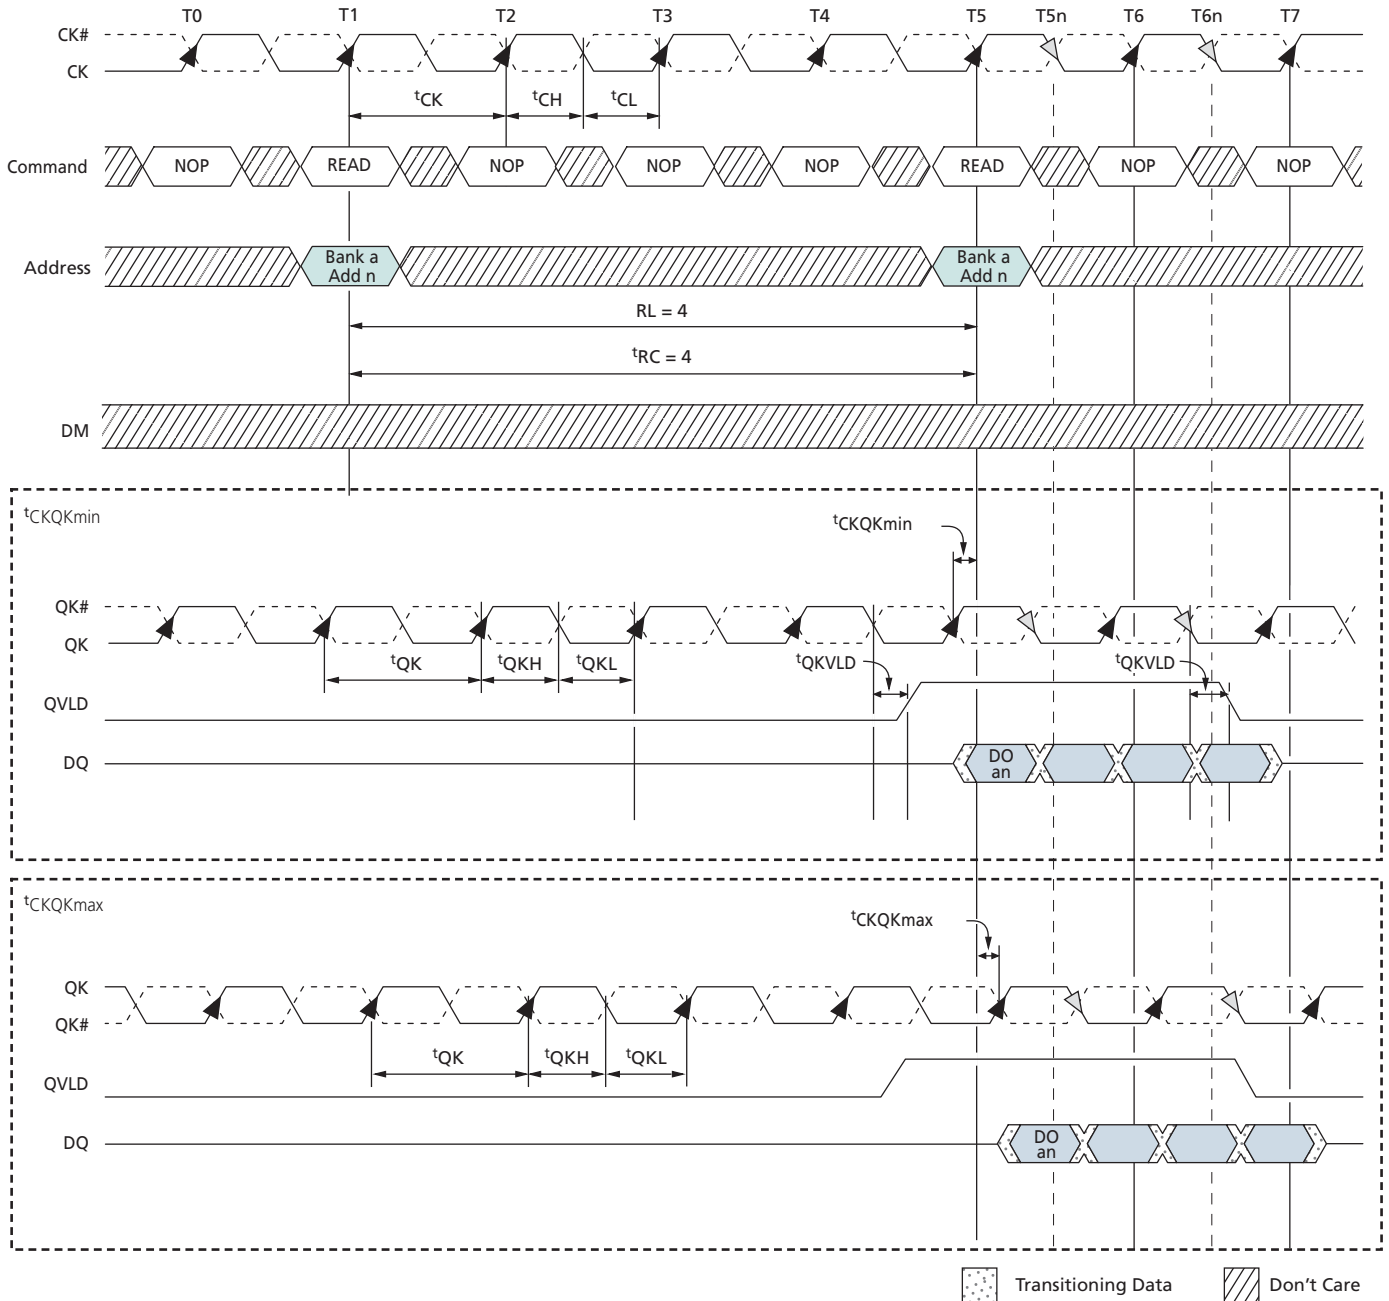 T0 T1 T2 T3 T4 T5 T5n T6 T6n T7
CK#
CK
tCK tCH tCL
Command NOP READ NOP NOP NOP READ NOP NOP
Address Bank a Add n Bank a Add n
RL = 4
tRC = 4
DM
tCKQKmin
tCKQKmin
QK#
QK
tQK tQKH tQKL tQKVLD tQKVLD
QVLD
DQ DO an
tCKQKmax
tCKQKmax
QK
QK#
tQK tQKH tQKL
QVLD
DQ DO an
Transitioning Data Don't Care